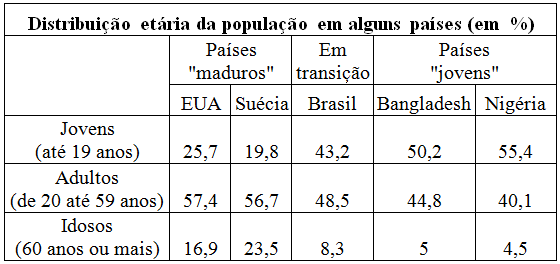 Distribuição etária da população em alguns países (em %)
Países "maduros" Em transição Países "jovens"
EUA Suécia Brasil Bangladesh Nigéria
Jovens
(até 19 anos) 25,7 19,8 43,2 50,2 55,4
Adultos
(de 20 até 59 anos) 57,4 56,7 48,5 44,8 40,1
Idosos
(60 anos ou mais) 16,9 23,5 8,3 5 4,5